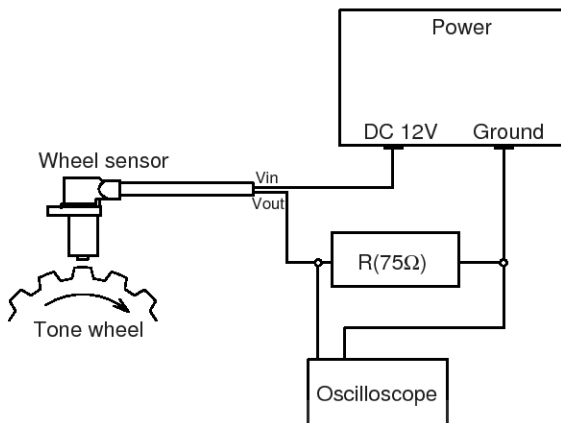 Power
DC 12V Ground
Wheel sensor
Vin
Vout
R(75Ω)
Tone wheel
Oscilloscope